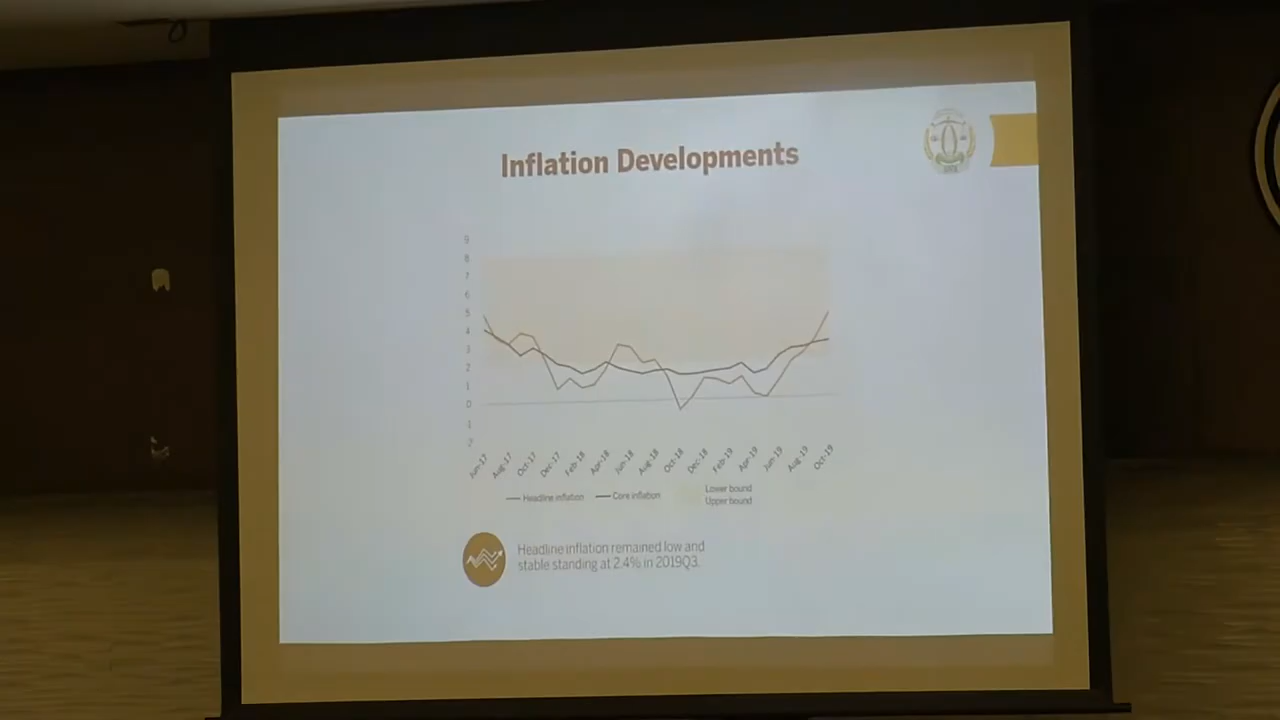 Inflation Developments
9
8
7
6
5
4
3
2
1
0
1
2
Jun-17 Aug-17 Oct-17 Dec-17 Feb-18 Apr-18 Jun-18 Aug-18 Oct-18 Dec-18 Feb-19 Apr-19 Jun-19 Aug-19 Oct-19
Headline inflation Core inflation Lower bound
Upper bound
Headline inflation remained low and
stable standing at 2.4% in 2019Q3.